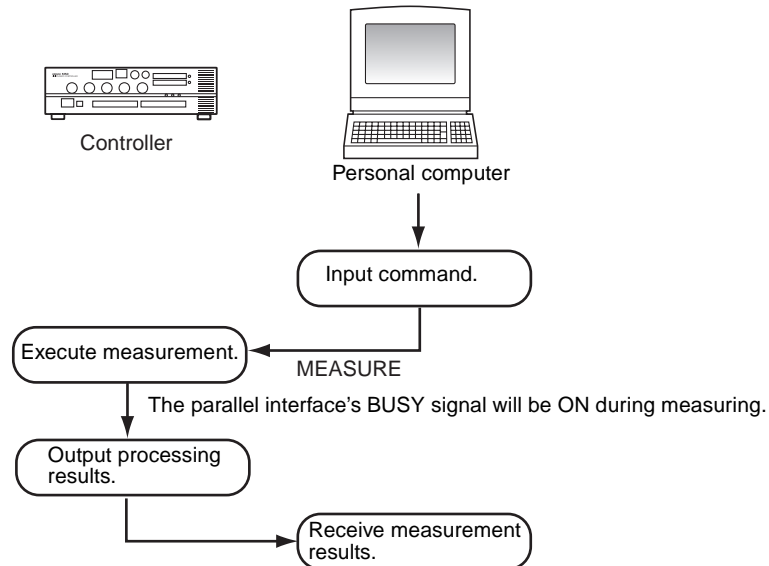 Controller
Personal computer
Input command.
Execute measurement.
MEASURE
The parallel interface's BUSY signal will be ON during measuring.
Output processing
results.
Receive measurement
results.